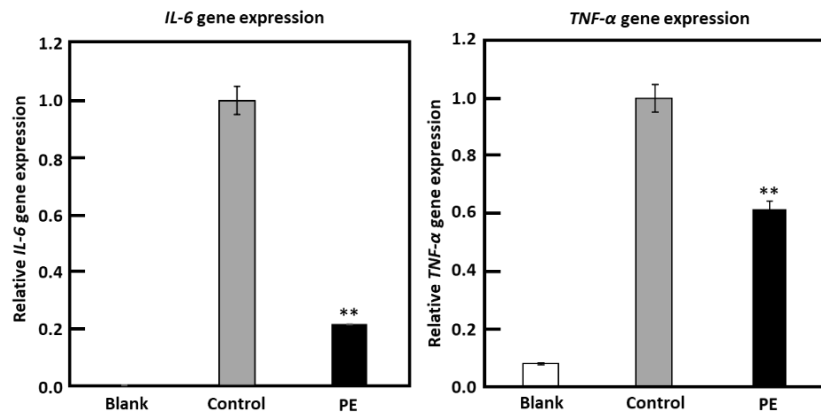 IL-6 gene expression
Relative IL-6 gene expression
1.2
1.0
0.8
0.6
0.4
0.2
0.0
**
Blank Control PE
TNF-α gene expression
Relative TNF-α gene expression
1.2
1.0
0.8
0.6
0.4
0.2
0.0
**
Blank Control PE